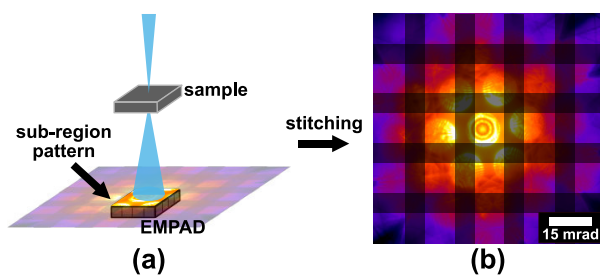 sample
sub-region
pattern
EMPAD
(a)
stitching
15 mrad
(b)